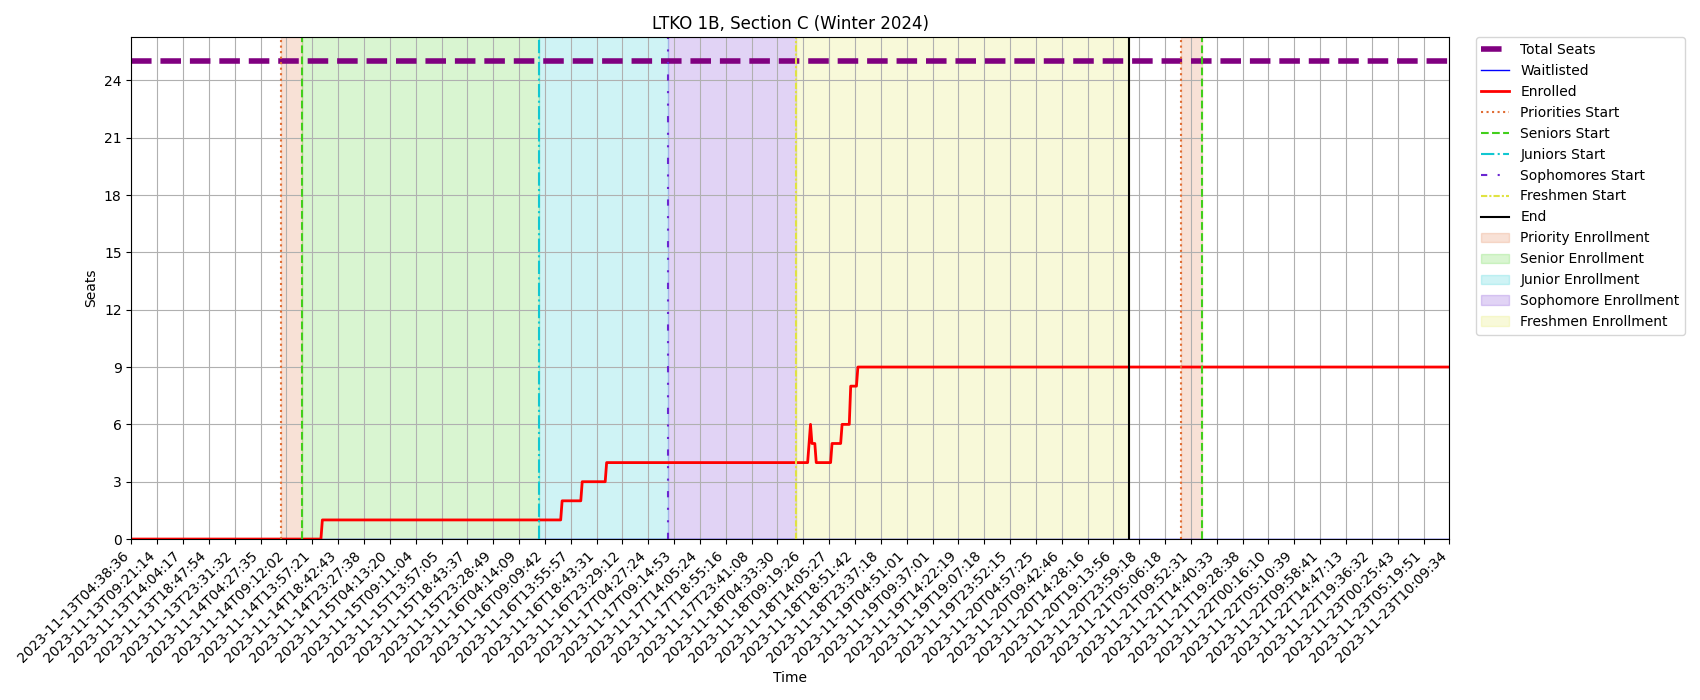 LTKO 1B, Section C (Winter 2024)
24
21
18
15
12
9
6
3
0
Seats
2023-11-13T04:38:36
2023-11-13T09:21:14
2023-11-13T14:04:17
2023-11-13T18:47:54
2023-11-13T23:31:32
2023-11-14T04:27:35
2023-11-14T09:12:02
2023-11-14T13:57:21
2023-11-14T18:42:43
2023-11-14T23:27:38
2023-11-15T04:13:20
2023-11-15T09:11:04
2023-11-15T13:57:05
2023-11-15T18:43:37
2023-11-15T23:28:49
2023-11-16T04:14:09
2023-11-16T09:09:42
2023-11-16T13:55:57
2023-11-16T18:43:31
2023-11-16T23:29:12
2023-11-17T04:27:24
2023-11-17T09:14:53
2023-11-17T14:05:24
2023-11-17T18:55:16
2023-11-17T23:41:08
2023-11-18T04:33:30
2023-11-18T09:19:26
2023-11-18T14:05:27
2023-11-18T18:51:42
2023-11-18T23:37:18
2023-11-19T04:51:01
2023-11-19T09:37:01
2023-11-19T14:22:19
2023-11-19T19:07:18
2023-11-19T23:52:15
2023-11-20T04:57:25
2023-11-20T09:42:46
2023-11-20T14:28:16
2023-11-20T19:13:56
2023-11-20T23:59:18
2023-11-21T05:06:18
2023-11-21T09:52:31
2023-11-21T14:40:33
2023-11-21T19:28:38
2023-11-22T00:16:10
2023-11-22T05:10:39
2023-11-22T09:58:41
2023-11-22T14:47:13
2023-11-22T19:36:32
2023-11-23T00:25:43
2023-11-23T05:19:51
2023-11-23T10:09:34
Time
Total Seats
Waitlisted
Enrolled
Priorities Start
Seniors Start
Juniors Start
Sophomores Start
Freshmen Start
End
Priority Enrollment
Senior Enrollment
Junior Enrollment
Sophomore Enrollment
Freshmen Enrollment